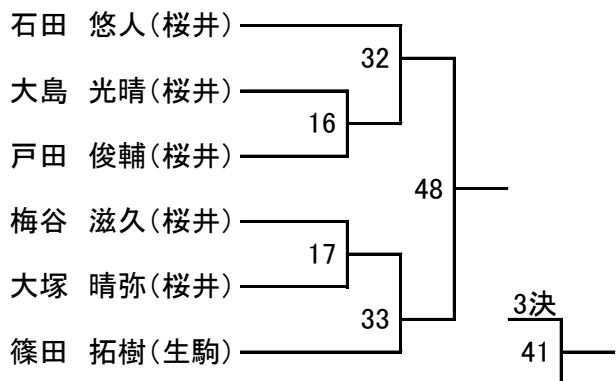 石田 悠人(桜井)
32
大島 光晴(桜井)
16
戸田 俊輔(桜井)
48
梅谷 滋久(桜井)
17
大塚 晴弥(桜井)
3決
33
篠田 拓樹(生駒)
41